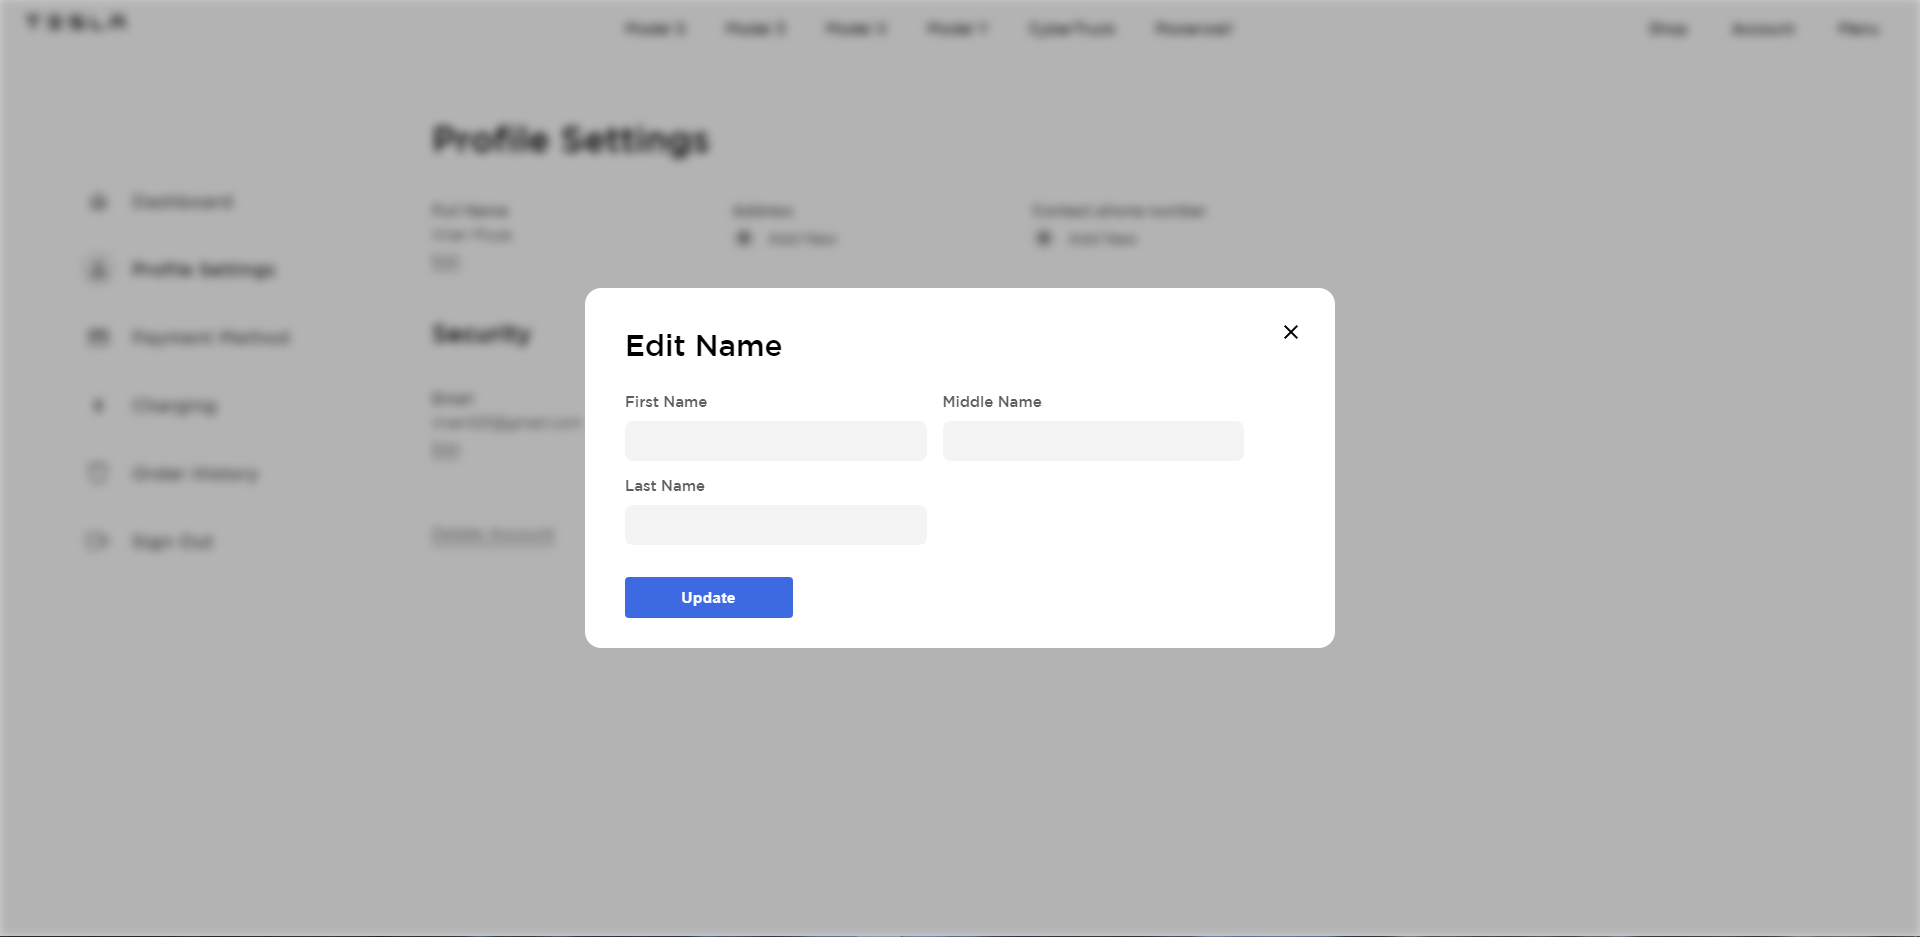 TESLA
Model S Model 3 Model X Model Y CyberTruck Powerwall Shop Account Menu
Profile Settings
Dashboard
Full Name Address Contact phone number
Add New Add New
Edit
Profile Settings
Security
Payment Method
Edit Name
First Name Middle Name
Email
Charging
Edit
Order History
Last Name
Delete Account
Sign Out
Update